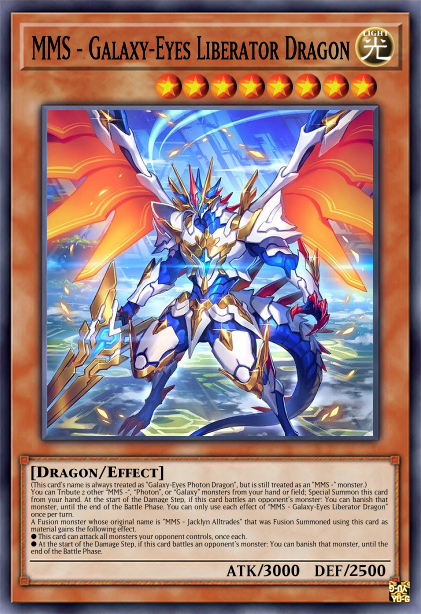 MMS - Galaxy-Eyes Liberator Dragon
LIGHT
光
[Dragon/Effect]
(This card's name is always treated as "Galaxy-Eyes Photon Dragon", but is still treated as an "MMS -" monster.)
You can Tribute 2 other "MMS -", "Photon", or "Galaxy" monsters from your hand or field; Special Summon this card
from your hand. At the start of the Damage Step, if this card battles an opponent's monster: You can banish that
monster, until the end of the Battle Phase. You can only use each effect of "MMS - Galaxy-Eyes Liberator Dragon"
once per turn.
A Fusion monster whose original name is "MMS - Jacklyn Alltrades" that was Fusion Summoned using this card as
material gains the following effect.
● This card can attack all monsters your opponent controls, once each.
● At the start of the Damage Step, if this card battles an opponent's monster: You can banish that monster, until the
end of the Battle Phase.
ATK/3000 DEF/2500